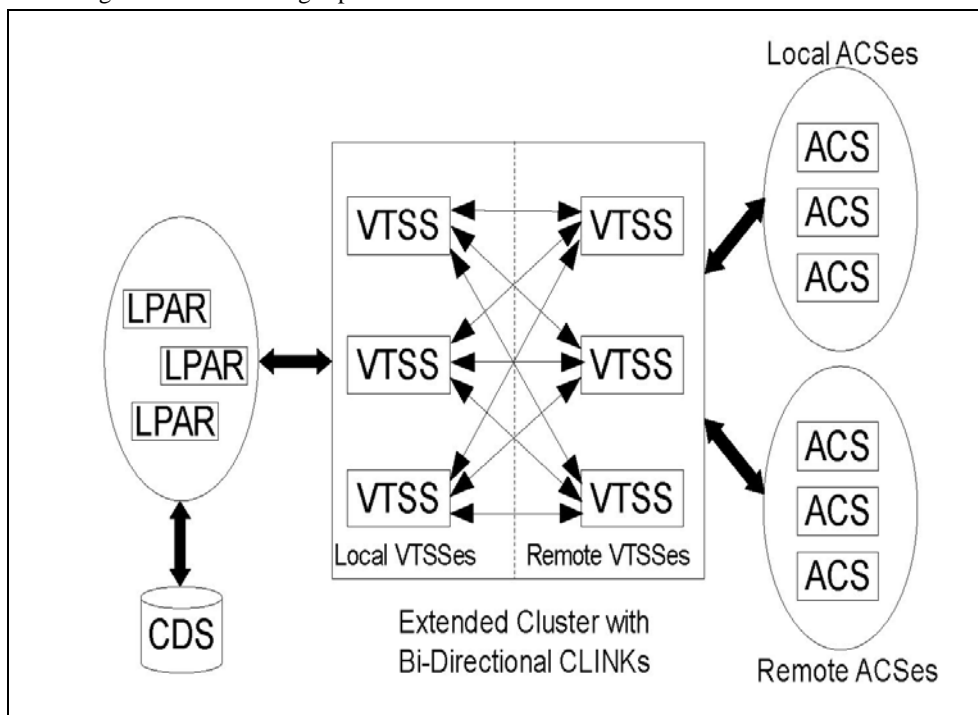 Local ACSes
ACS
ACS
ACS
VTSS
VTSS
LPAR
LPAR
LPAR
VTSS
VTSS
VTSS
VTSS
Local VTSSes
Remote VTSSes
CDS
Extended Cluster with
Bi-Directional CLINKs
ACS
ACS
ACS
Remote ACSes